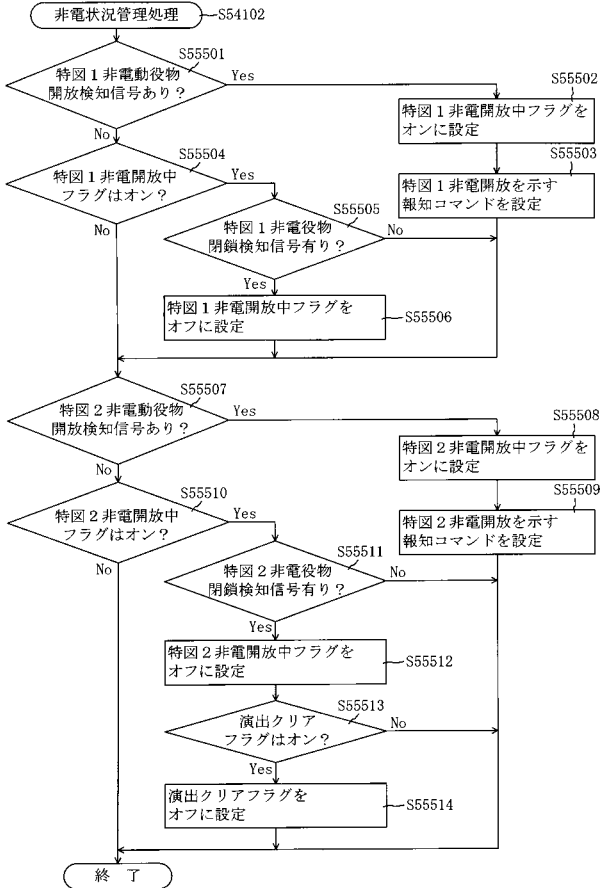 非電状況管理処理
S54102
S55501
特図1非電動役物
開放検知信号あり？
Yes
No
S55502
特図1非電開放中フラグを
オンに設定
S55503
特図1非電開放を示す
報知コマンドを設定
S55504
特図1非電開放中
フラグはオン？
Yes
No
S55505
特図1非電役物
閉鎖検知信号有り？
No
Yes
特図1非電開放中フラグを
オフに設定
S55506
S55507
特図2非電動役物
開放検知信号あり？
Yes
No
S55508
特図2非電開放中フラグを
オンに設定
S55509
特図2非電開放を示す
報知コマンドを設定
S55510
特図2非電開放中
フラグはオン？
Yes
No
S55511
特図2非電役物
閉鎖検知信号有り？
No
Yes
特図2非電開放中フラグを
オフに設定
S55512
S55513
演出クリア
フラグはオン？
No
Yes
演出クリアフラグを
オフに設定
S55514
終　了